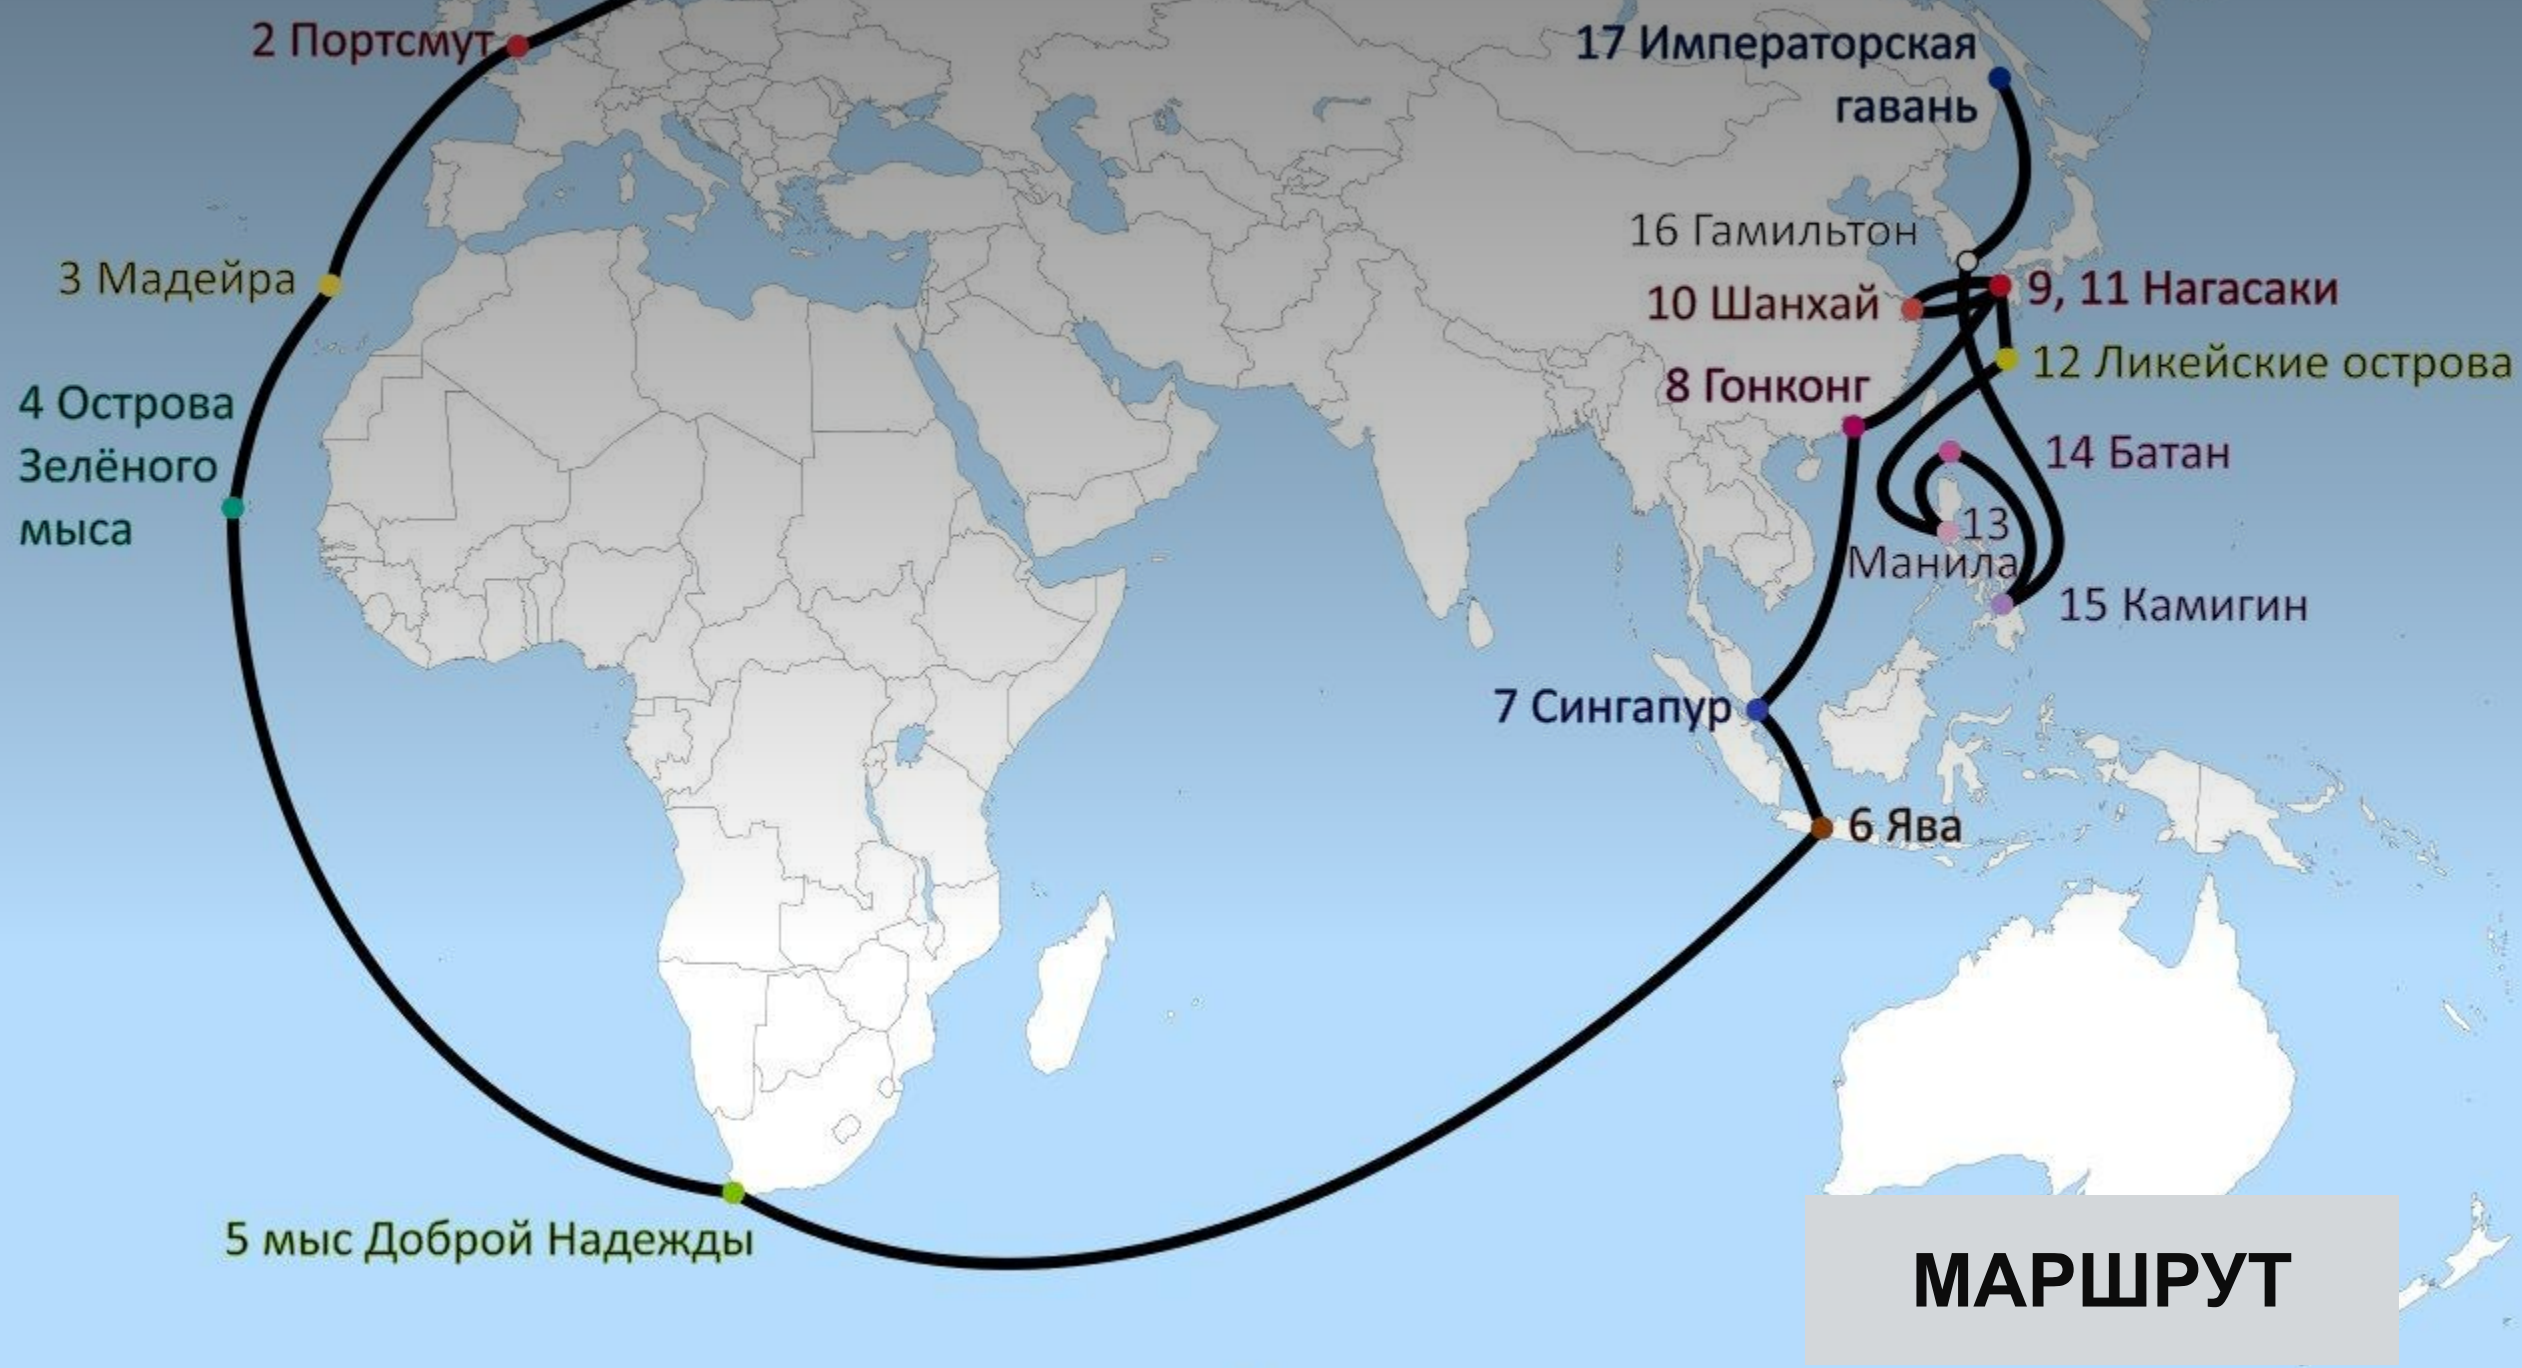 2 Портсмут
17 Императорская
гавань
16 Гамильтон
3 Мадейра
9, 11 Нагасаки
10 Шанхай
12 Ликейские острова
8 Гонконг
4 Острова
Зелёного
мыса
14 Батан
13
Манила
15 Камигин
7 Сингапур
6 Ява
5 мыс Доброй Надежды
МАРШРУТ